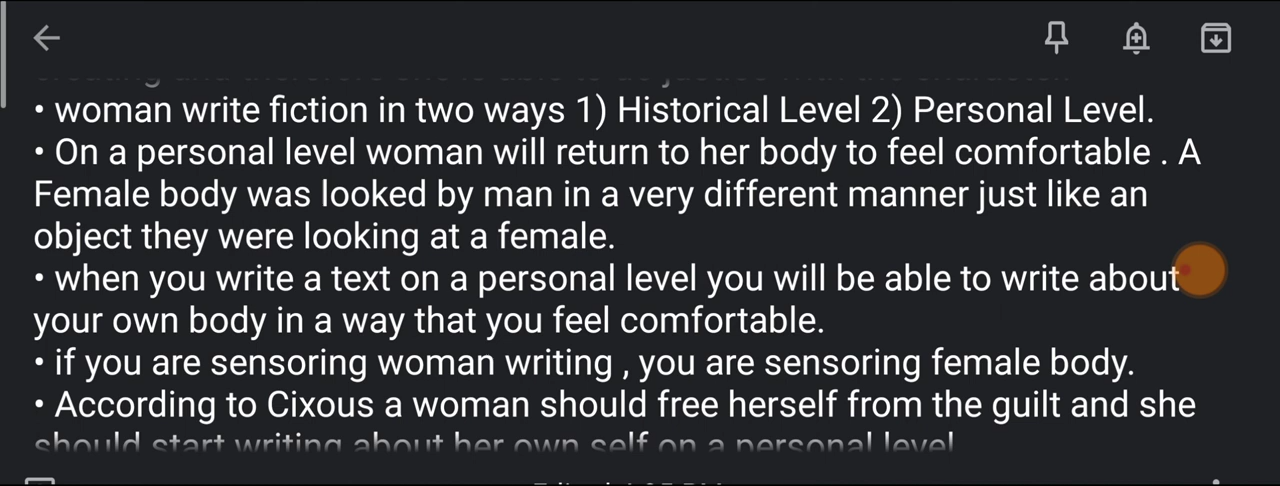 • woman write fiction in two ways 1) Historical Level 2) Personal Level.
• On a personal level woman will return to her body to feel comfortable . A
Female body was looked by man in a very different manner just like an
object they were looking at a female.
• when you write a text on a personal level you will be able to write about
your own body in a way that you feel comfortable.
• if you are sensoring woman writing , you are sensoring female body.
• According to Cixous a woman should free herself from the guilt and she
should start writing about her own self on a personal level